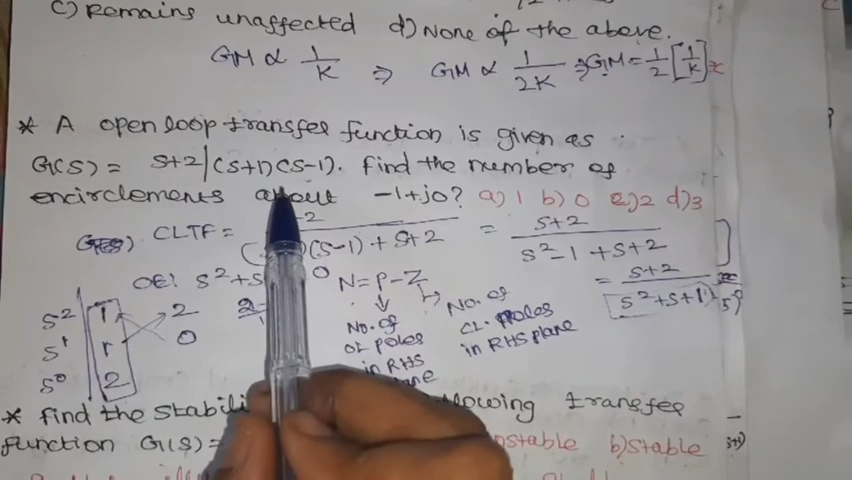 c) Remains unaffected d) None of the above.
GM ∝ 1/K ⇒ GM ∝ 1/2K ⇒ GM = 1/2 [1/K]
* A open loop transfer function is given as
G(S) = S+2|(S+1)(S-1). Find the number of
encirclements about -1+j0? a) 1 b) 0 c) 2 d) 3
CLTF = (S-1) + S+2 = S+2 / S²-1+S+2
= S+2 / S²+S+1
CE: S²+S 0 N = P-Z
S² 1 2
S¹ 1 0
S⁰ 2
No. of OL poles in RHS
No. of CL poles in RHS plane
* Find the following transfer
function G(S) = b) stable